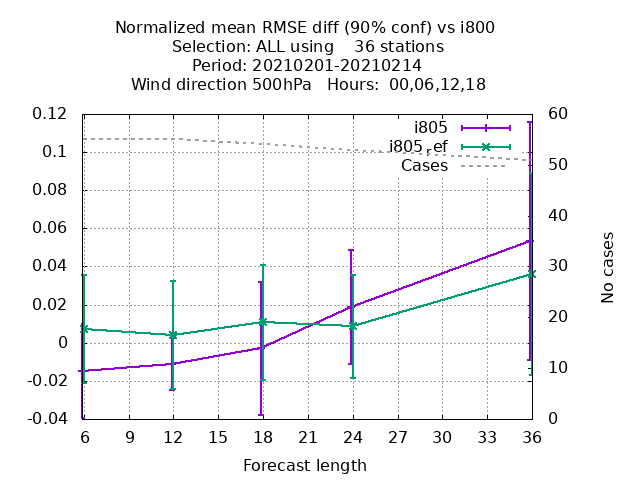 Normalized mean RMSE diff (90% conf) vs i800
Selection: ALL using    36 stations
Period: 20210201-20210214
Wind direction 500hPa   Hours:  00,06,12,18
i805
i805_ef
Cases
0.12
0.1
0.08
0.06
0.04
0.02
0
-0.02
-0.04
60
50
40
30
20
10
0
No cases
6 9 12 15 18 21 24 27 30 33 36
Forecast length